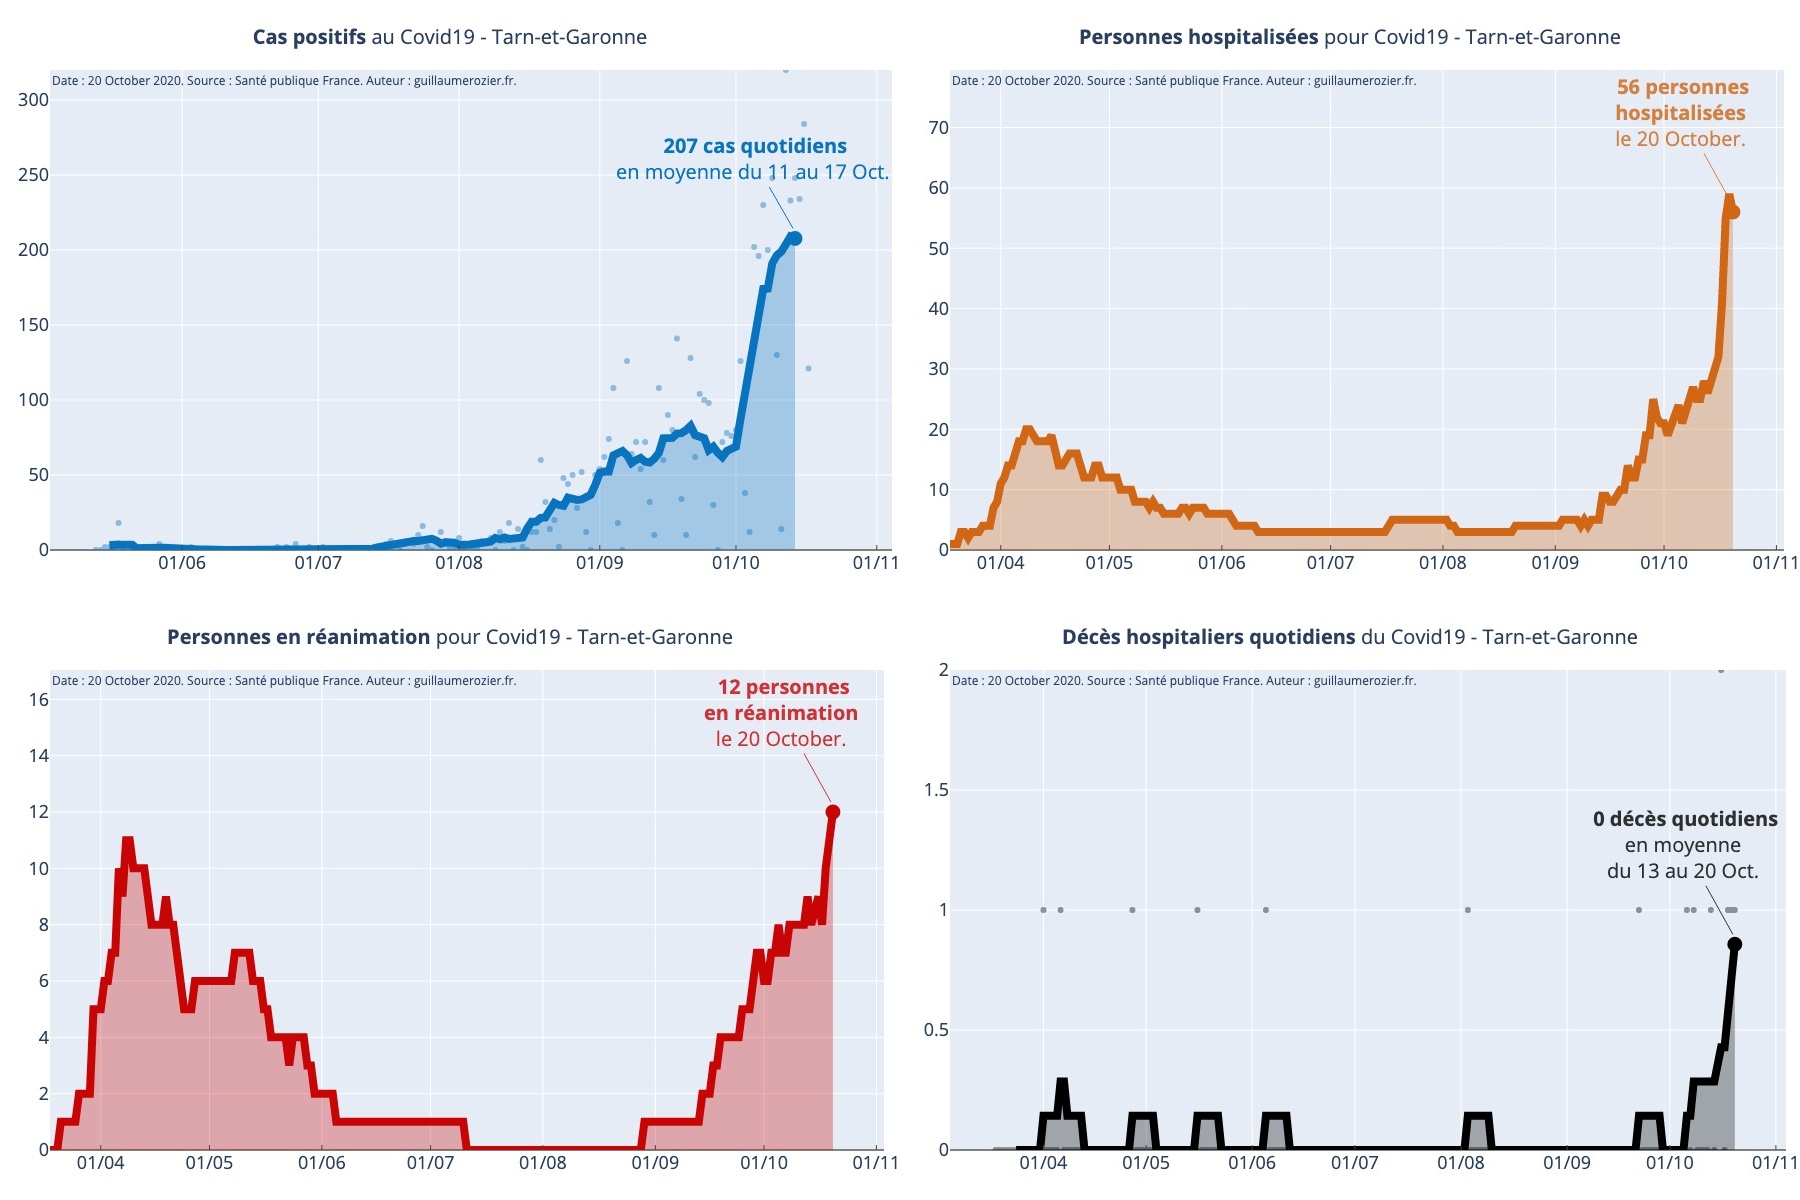 Cas positifs au Covid19 - Tarn-et-Garonne
Date : 20 October 2020. Source : Santé publique France. Auteur : guillaumerozier.fr.
207 cas quotidiens
en moyenne du 11 au 17 Oct.
300
250
200
150
100
50
0
01/06 01/07 01/08 01/09 01/10 01/11
Personnes hospitalisées pour Covid19 - Tarn-et-Garonne
Date : 20 October 2020. Source : Santé publique France. Auteur : guillaumerozier.fr.
56 personnes
hospitalisées
le 20 October.
70
60
50
40
30
20
10
0
01/04 01/05 01/06 01/07 01/08 01/09 01/10 01/11
Personnes en réanimation pour Covid19 - Tarn-et-Garonne
Date : 20 October 2020. Source : Santé publique France. Auteur : guillaumerozier.fr.
12 personnes
en réanimation
le 20 October.
16
14
12
10
8
6
4
2
0
01/04 01/05 01/06 01/07 01/08 01/09 01/10 01/11
Décès hospitaliers quotidiens du Covid19 - Tarn-et-Garonne
Date : 20 October 2020. Source : Santé publique France. Auteur : guillaumerozier.fr.
0 décès quotidiens
en moyenne
du 13 au 20 Oct.
2
1.5
1
0.5
0
01/04 01/05 01/06 01/07 01/08 01/09 01/10 01/11